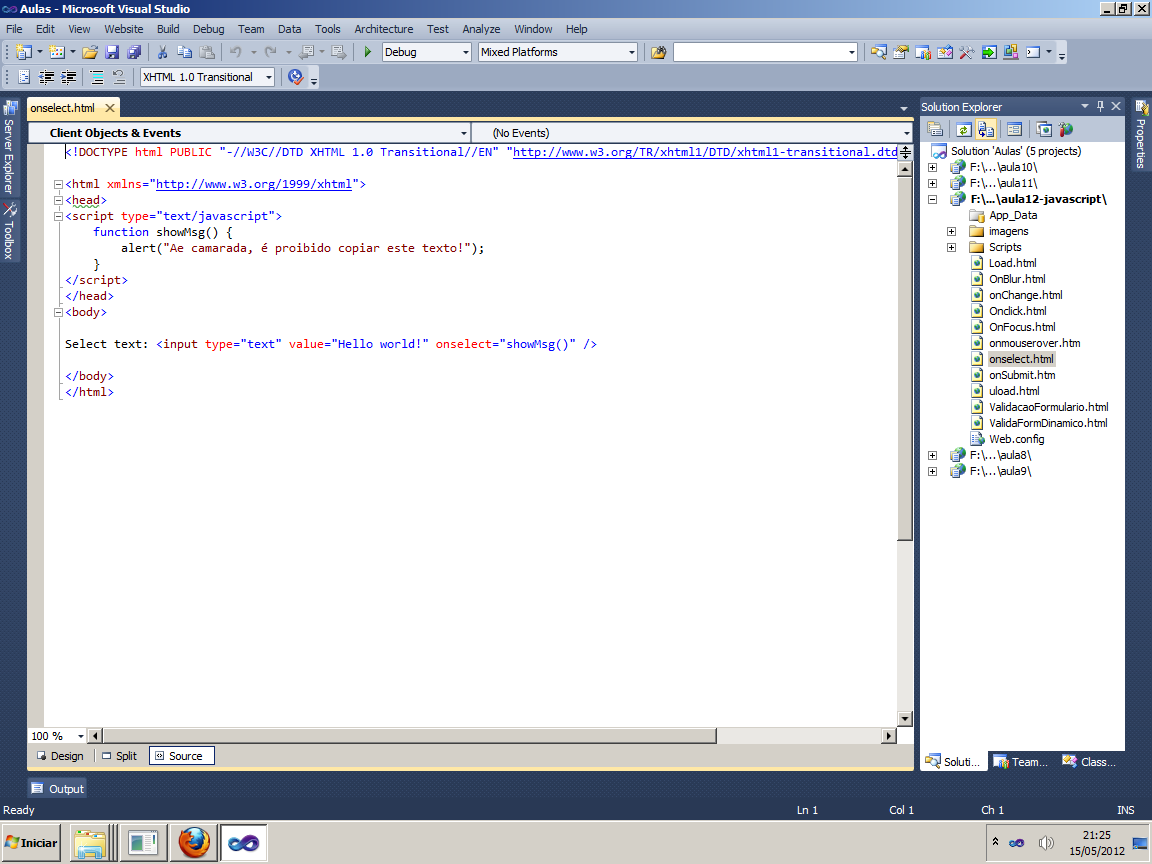 Aulas - Microsoft Visual Studio
File Edit View Website Build Debug Team Data Tools Architecture Test Analyze Window Help
Debug Mixed Platforms
XHTML 1.0 Transitional
Server Explorer
Toolbox
onselect.html
Client Objects & Events (No Events)
<!DOCTYPE html PUBLIC "-//W3C//DTD XHTML 1.0 Transitional//EN" "http://www.w3.org/TR/xhtml1/DTD/xhtml1-transitional.dtd
<html xmlns="http://www.w3.org/1999/xhtml">
<head>
<script type="text/javascript">
function showMsg() {
alert("Ae camarada, é proibido copiar este texto!");
}
</script>
</head>
<body>
Select text: <input type="text" value="Hello world!" onselect="showMsg()" />
</body>
</html>
100 %
Design Split Source
Output
Solution Explorer
Solution 'Aulas' (5 projects)
F:\...\aula10\
F:\...\aula11\
F:\...\aula12-javascript\
App_Data
imagens
Scripts
Load.html
OnBlur.html
onChange.html
Onclick.html
OnFocus.html
onmouserover.htm
onselect.html
onSubmit.htm
uload.html
ValidacaoFormulario.html
ValidaFormDinamico.html
Web.config
F:\...\aula8\
F:\...\aula9\
Soluti... Team... Class...
Properties
Ready Ln 1 Col 1 Ch 1 INS
Iniciar
21:25
15/05/2012